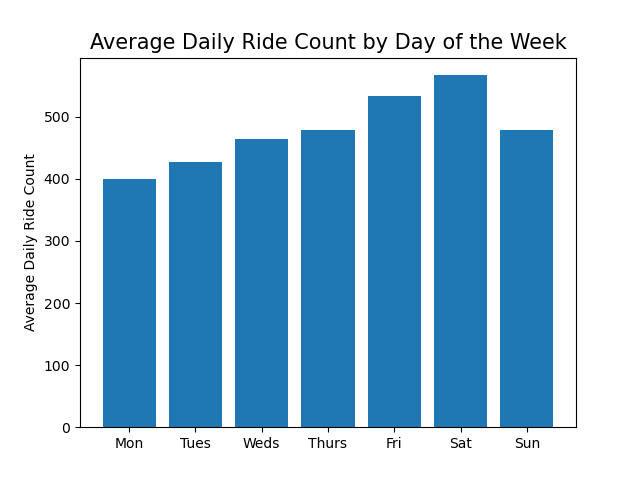 Average Daily Ride Count by Day of the Week
Average Daily Ride Count
500
400
300
200
100
0
Mon Tues Weds Thurs Fri Sat Sun